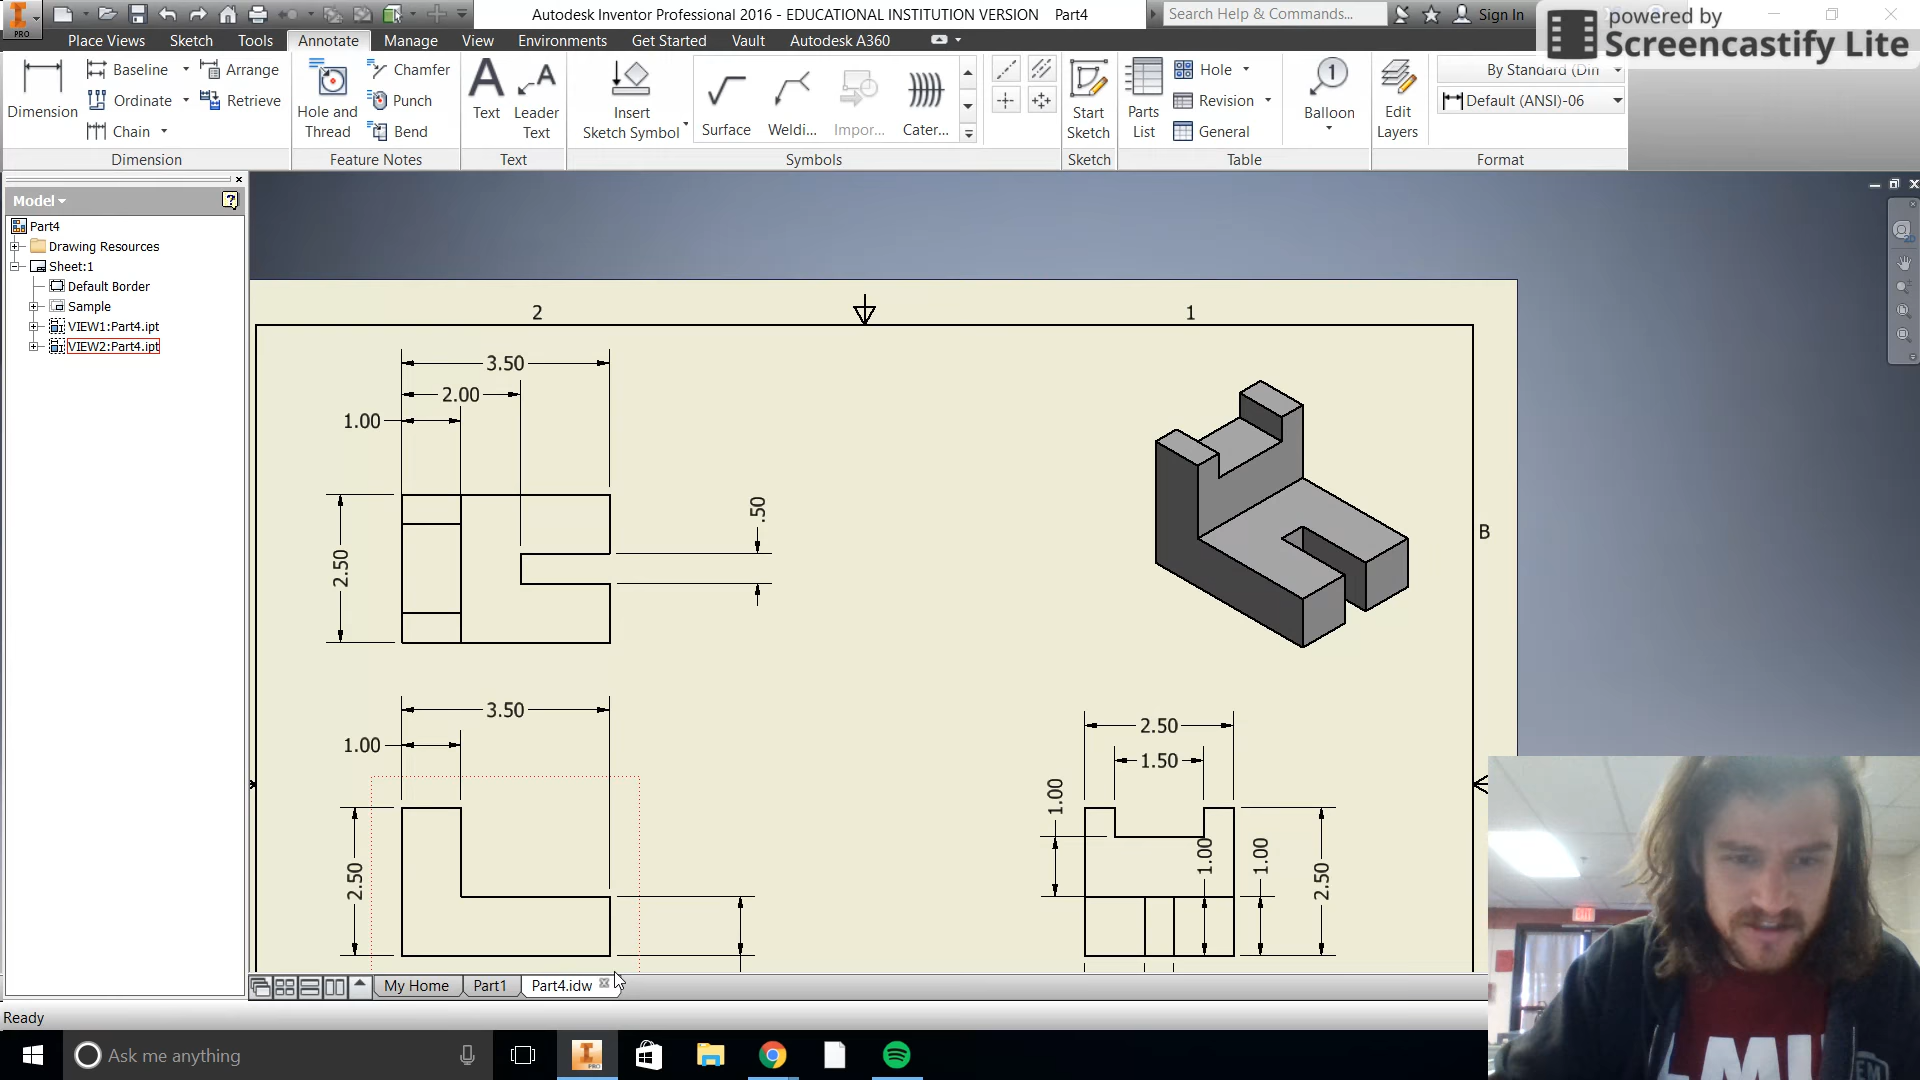 Autodesk Inventor Professional 2016 - EDUCATIONAL INSTITUTION VERSION Part4
Search Help & Commands...
Sign In
powered by
Screencastify Lite
PRO
Place Views
Sketch
Tools
Annotate
Manage
View
Environments
Get Started
Vault
Autodesk A360
Dimension
Baseline
Ordinate
Chain
Arrange
Retrieve
Dimension
Hole and
Thread
Chamfer
Punch
Bend
Feature Notes
Text
Leader
Text
Text
Insert
Sketch Symbol
Surface
Weldi...
Impor...
Cater...
Symbols
Start
Sketch
Sketch
Parts
List
Hole
Revision
General
Table
Balloon
Edit
Layers
By Standard (Dim
Default (ANSI)-06
Format
Model
Part4
Drawing Resources
Sheet:1
Default Border
Sample
VIEW1:Part4.ipt
VIEW2:Part4.ipt
2
1
B
3.50
2.00
1.00
2.50
.50
3.50
1.00
2.50
2.50
1.50
1.00
1.00
1.00
2.50
My Home
Part1
Part4.idw
Ready
Ask me anything
PRO
EXIT
LMU